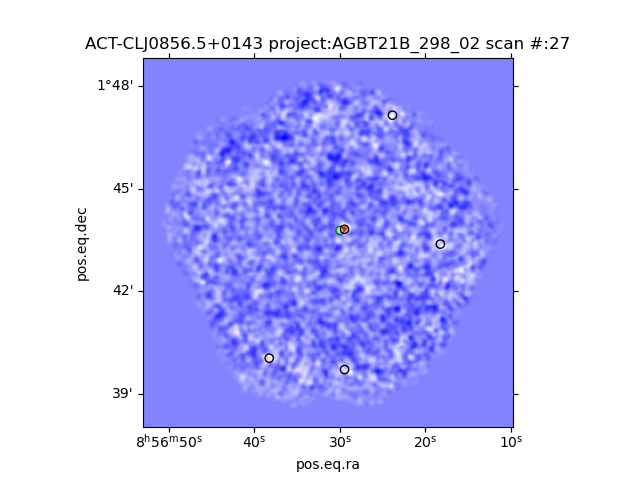 ACT-CLJ0856.5+0143 project:AGBT21B_298_02 scan #:27
1°48'
45'
42'
39'
pos.eq.dec
8ʰ56ᵐ50ˢ 40ˢ 30ˢ 20ˢ 10ˢ
pos.eq.ra